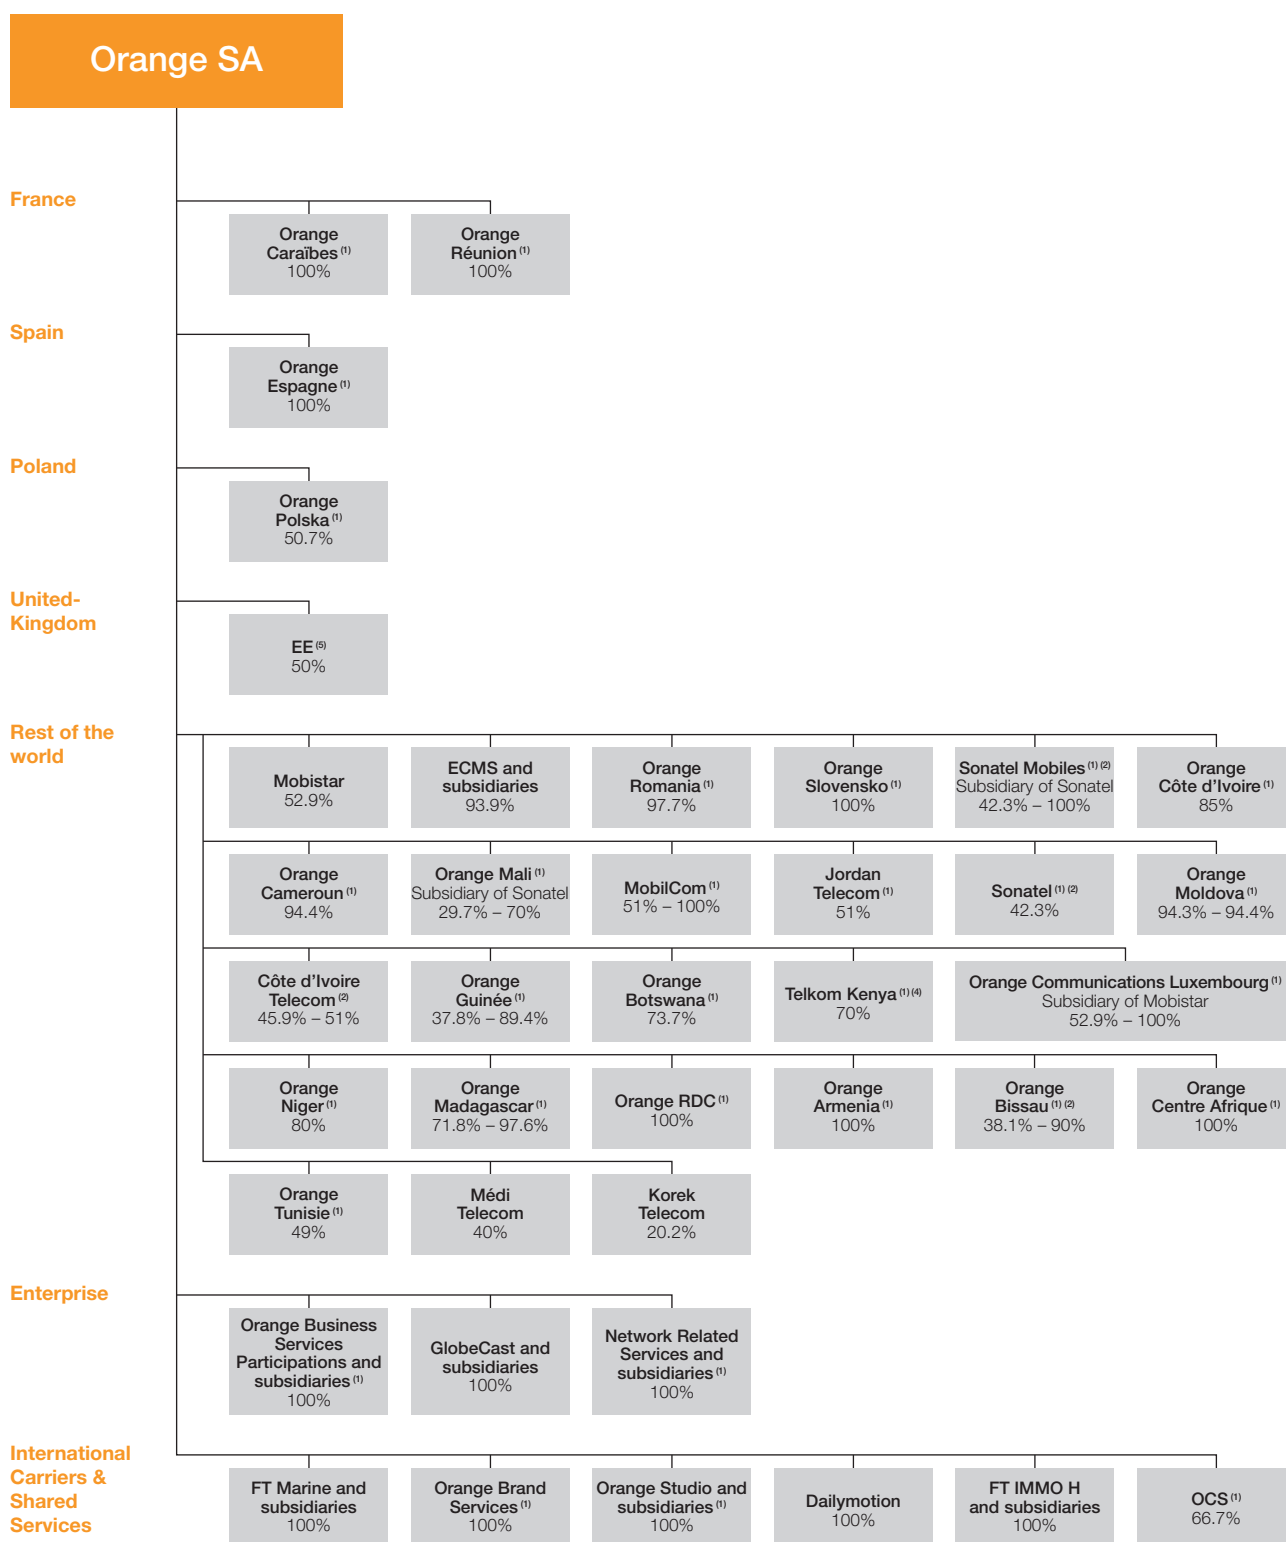 Orange SA
France
Orange
Caraïbes (1)
100%
Orange
Réunion (1)
100%
Spain
Orange
Espagne (1)
100%
Poland
Orange
Polska (1)
50.7%
United-
Kingdom
EE (5)
50%
Rest of the
world
Mobistar
52.9%
ECMS and
subsidiaries
93.9%
Orange
Romania (1)
97.7%
Orange
Slovensko (1)
100%
Sonatel Mobiles (1) (2)
Subsidiary of Sonatel
42.3% – 100%
Orange
Côte d'Ivoire (1)
85%
Orange
Cameroun (1)
94.4%
Orange Mali (1)
Subsidiary of Sonatel
29.7% – 70%
MobilCom (1)
51% – 100%
Jordan
Telecom (1)
51%
Sonatel (1) (2)
42.3%
Orange
Moldova (1)
94.3% – 94.4%
Côte d'Ivoire
Telecom (2)
45.9% – 51%
Orange
Guinée (1)
37.8% – 89.4%
Orange
Botswana (1)
73.7%
Telkom Kenya (1) (4)
70%
Orange Communications Luxembourg (1)
Subsidiary of Mobistar
52.9% – 100%
Orange
Niger (1)
80%
Orange
Madagascar (1)
71.8% – 97.6%
Orange RDC (1)
100%
Orange
Armenia (1)
100%
Orange
Bissau (1) (2)
38.1% – 90%
Orange
Centre Afrique (1)
100%
Orange
Tunisie (1)
49%
Médi
Telecom
40%
Korek
Telecom
20.2%
Enterprise
Orange Business
Services
Participations and
subsidiaries (1)
100%
GlobeCast and
subsidiaries
100%
Network Related
Services and
subsidiaries (1)
100%
International
Carriers &
Shared
Services
FT Marine and
subsidiaries
100%
Orange Brand
Services (1)
100%
Orange Studio and
subsidiaries (1)
100%
Dailymotion
100%
FT IMMO H
and subsidiaries
100%
OCS (1)
66.7%